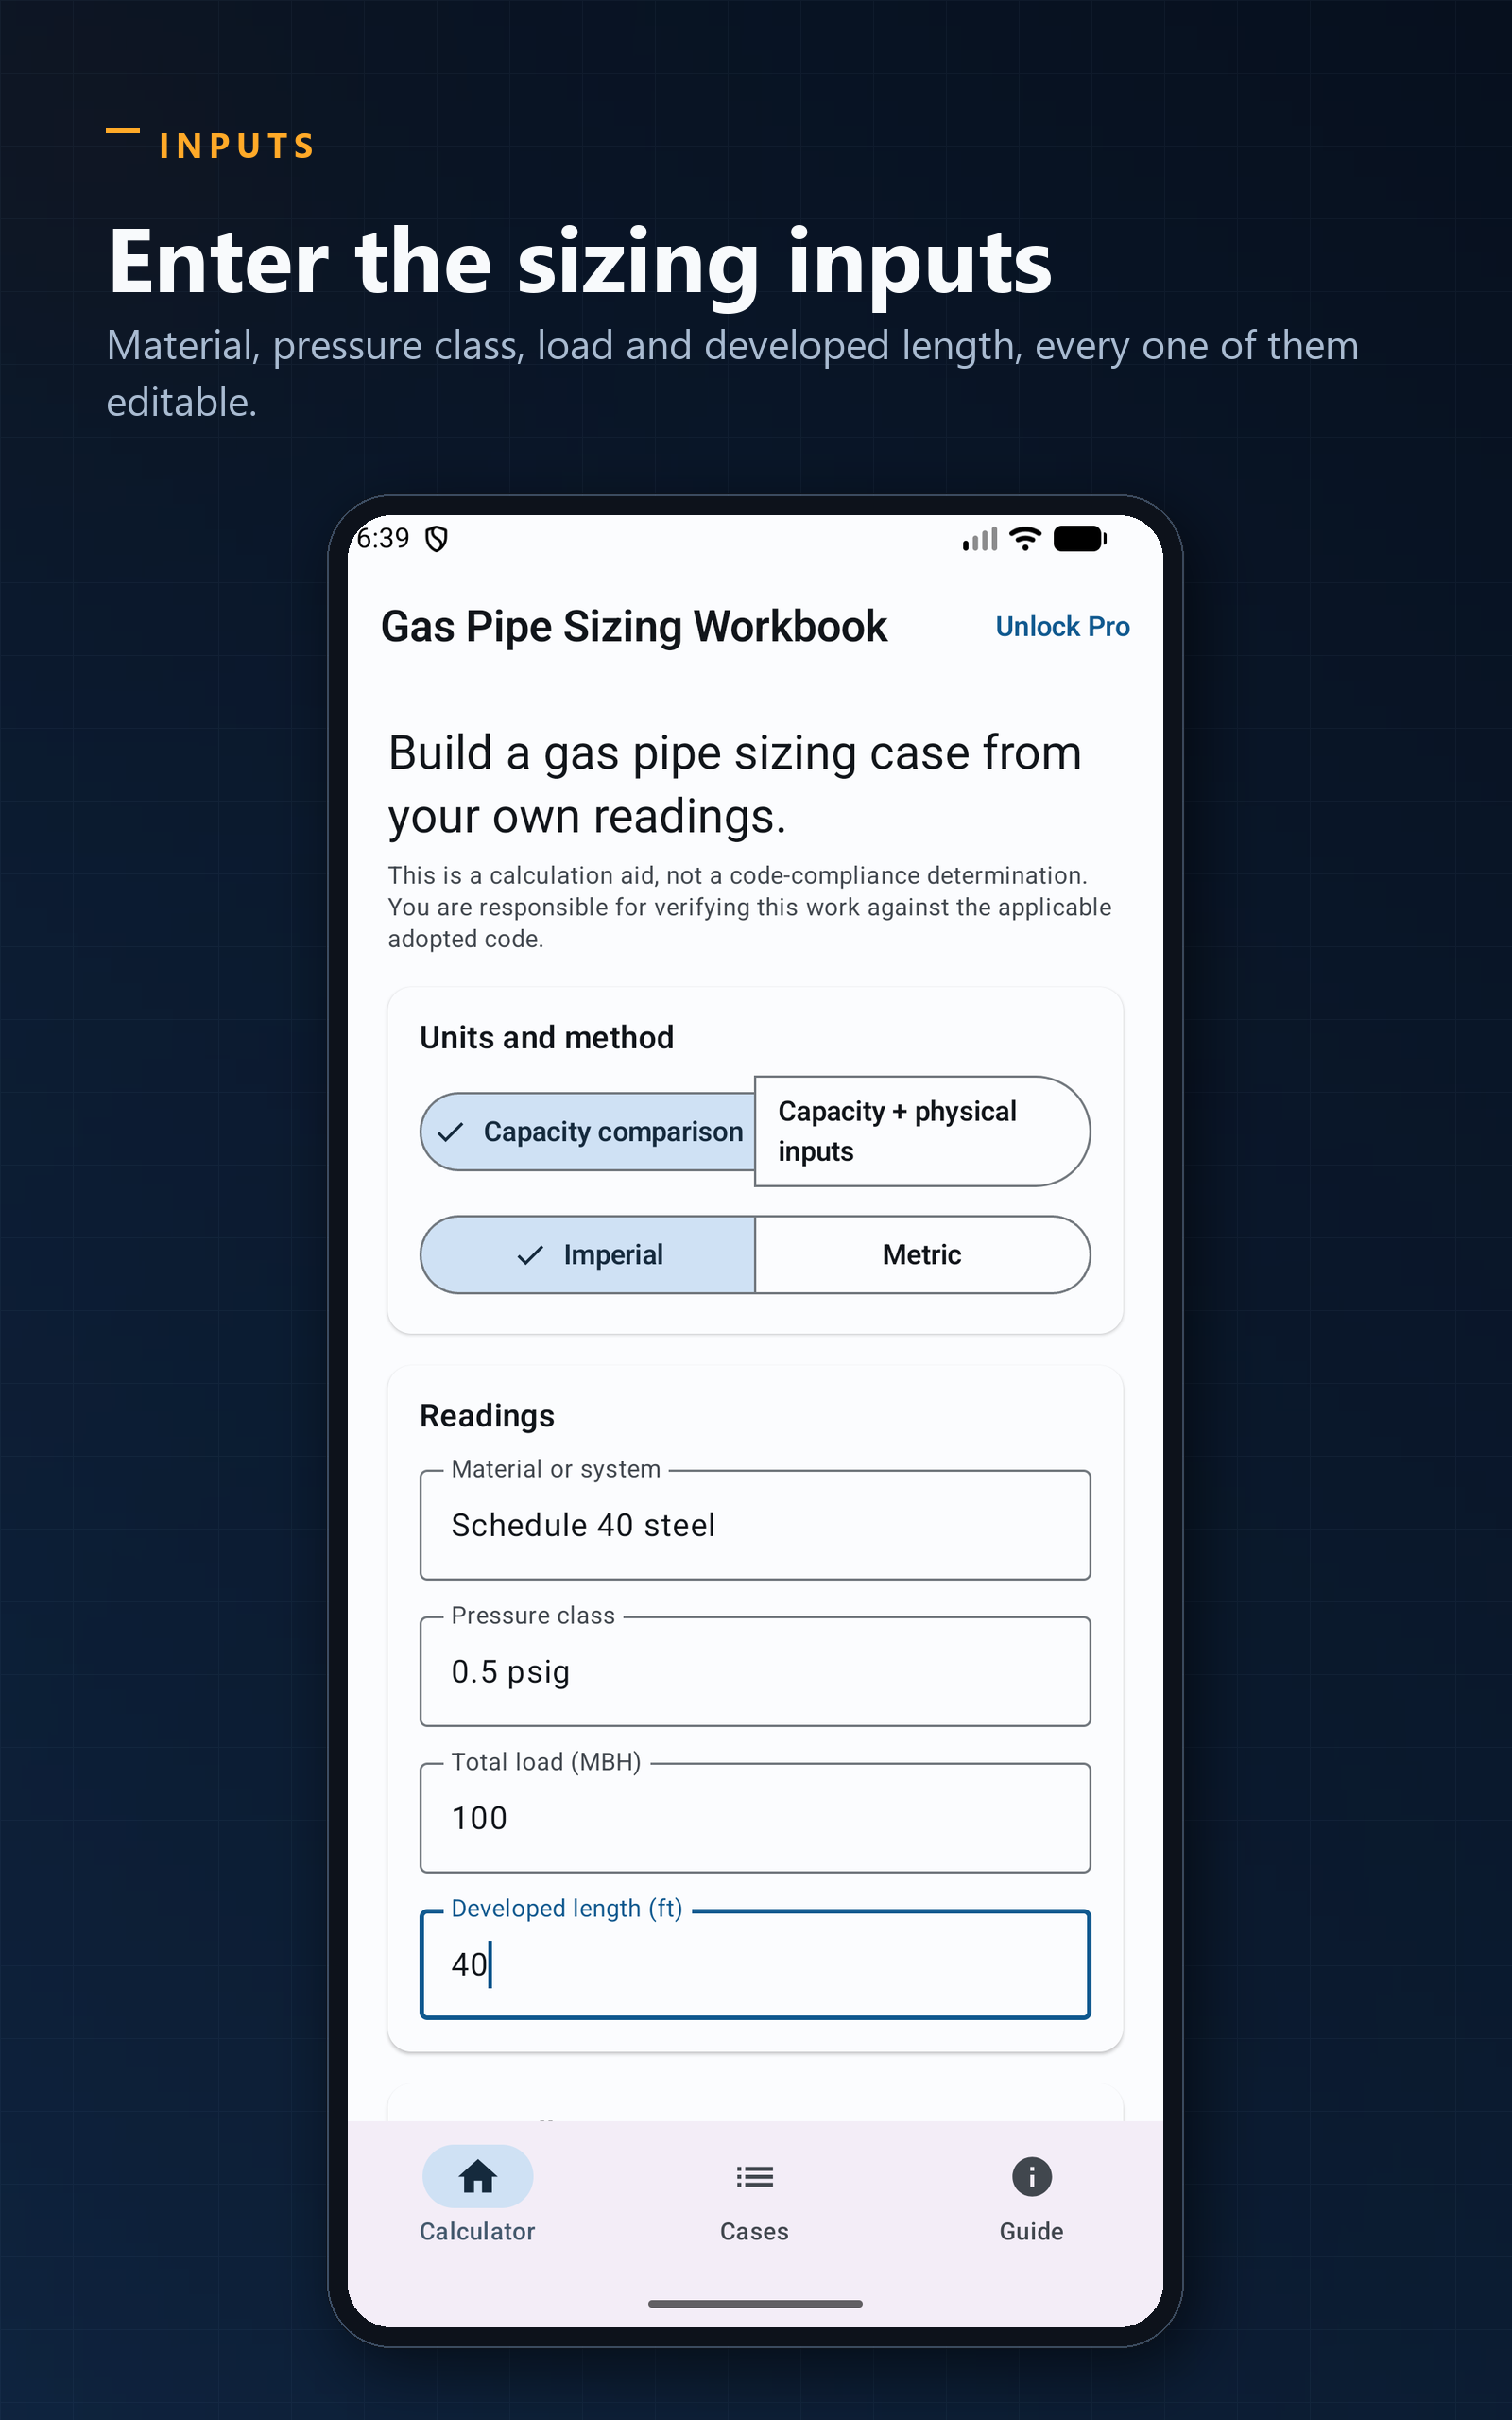 INPUTS
Enter the sizing inputs
Material, pressure class, load and developed length, every one of them
editable.
6:39
Gas Pipe Sizing Workbook
Unlock Pro
Build a gas pipe sizing case from
your own readings.
This is a calculation aid, not a code-compliance determination.
You are responsible for verifying this work against the applicable
adopted code.
Units and method
Capacity comparison
Capacity + physical
inputs
Imperial
Metric
Readings
Material or system
Schedule 40 steel
Pressure class
0.5 psig
Total load (MBH)
100
Developed length (ft)
40
Calculator
Cases
Guide